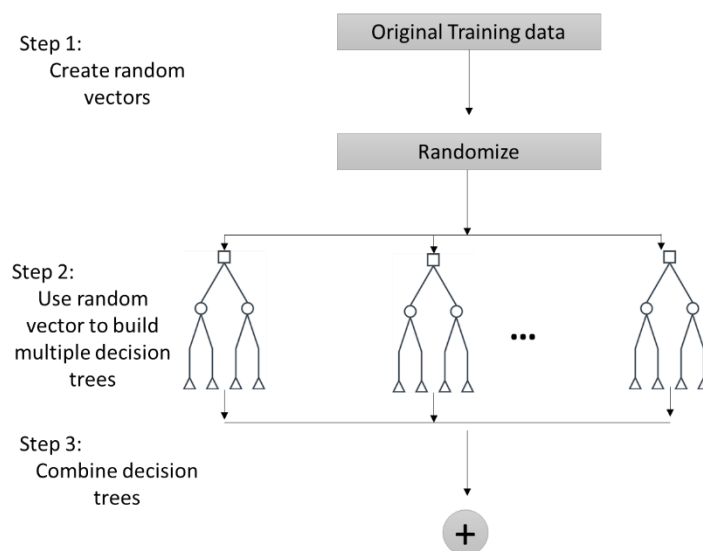 Step 1:
Create random
vectors
Original Training data
Randomize
Step 2:
Use random
vector to build
multiple decision
trees
...
Step 3:
Combine decision
trees
+